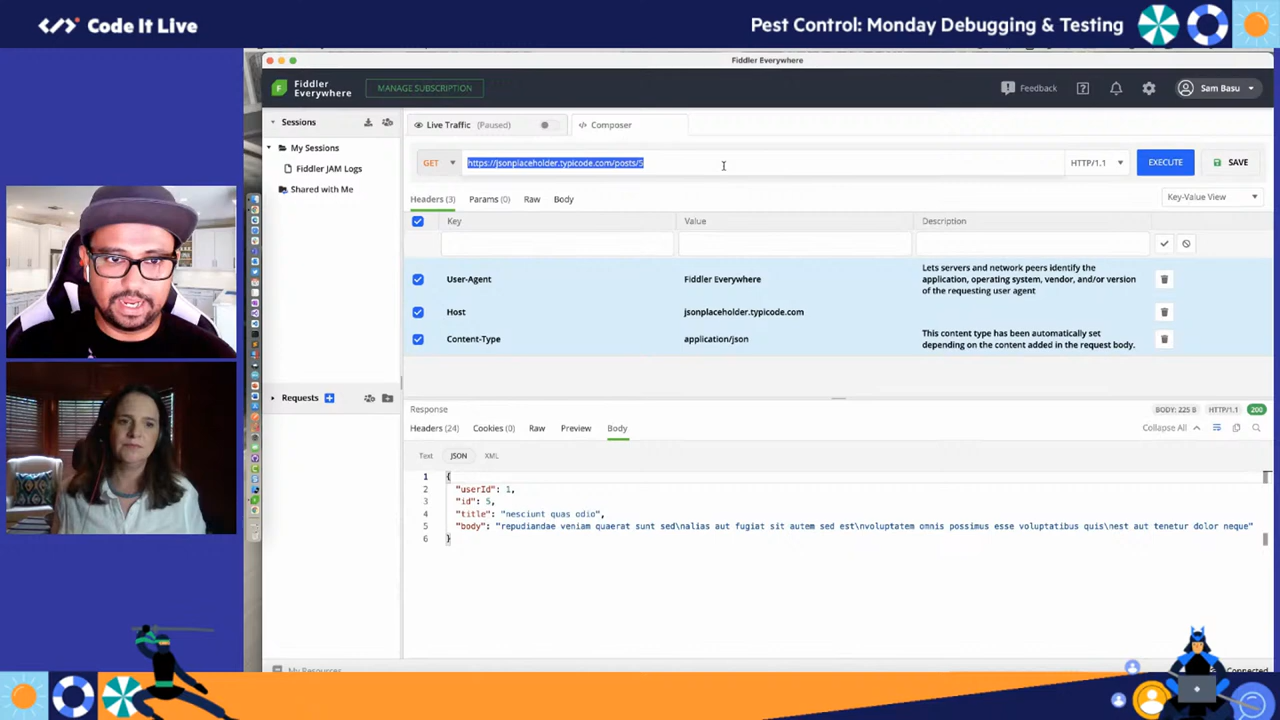 Code It Live
Pest Control: Monday Debugging & Testing
Fiddler Everywhere
Fiddler
Everywhere
MANAGE SUBSCRIPTION
Feedback
Sam Basu
Sessions
My Sessions
Fiddler JAM Logs
Shared with Me
Requests
Live Traffic (Paused)
Composer
GET
https://jsonplaceholder.typicode.com/posts/5
HTTP/1.1
EXECUTE
SAVE
Headers (3) Params (0) Raw Body
Key-Value View
Key Value Description
User-Agent Fiddler Everywhere Lets servers and network peers identify the
application, operating system, vendor, and/or version
of the requesting user agent
Host jsonplaceholder.typicode.com
Content-Type application/json This content type has been automatically set
depending on the content added in the request body.
Response
BODY: 225 B HTTP/1.1 200
Headers (24) Cookies (0) Raw Preview Body
Collapse All
Text JSON XML
1 {
2 "userId": 1,
3 "id": 5,
4 "title": "nesciunt quas odio",
5 "body": "repudiandae veniam quaerat sunt sed\nalias aut fugiat sit autem sed est\nvoluptatem omnis possimus esse voluptatibus quis\nest aut tenetur dolor neque"
6 }
My Resources
Connected